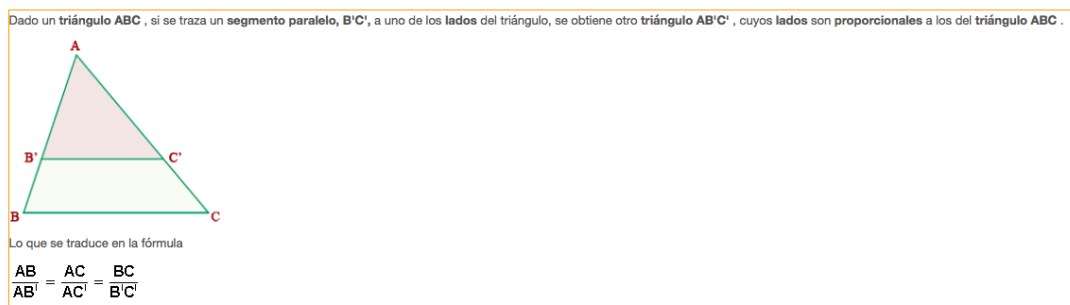 Dado un triángulo ABC , si se traza un segmento paralelo, B'C', a uno de los lados del triángulo, se obtiene otro triángulo AB'C' , cuyos lados son proporcionales a los del triángulo ABC .
A
B'
C'
B
C
Lo que se traduce en la fórmula
AB/AB' = AC/AC' = BC/B'C'